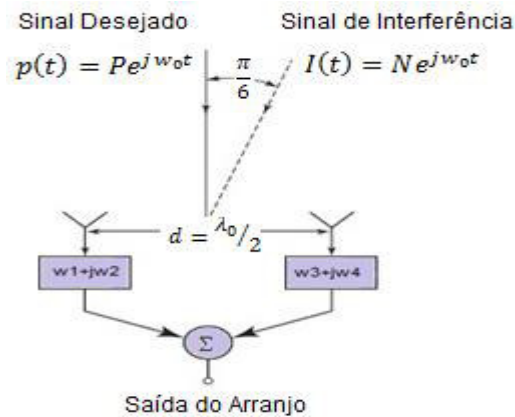 Sinal Desejado Sinal de Interferência
p(t) = Pe^{jw₀t} π/6 I(t) = Ne^{jw₀t}
d = λ₀/2
w1+jw2 w3+jw4
Σ
Saída do Arranjo